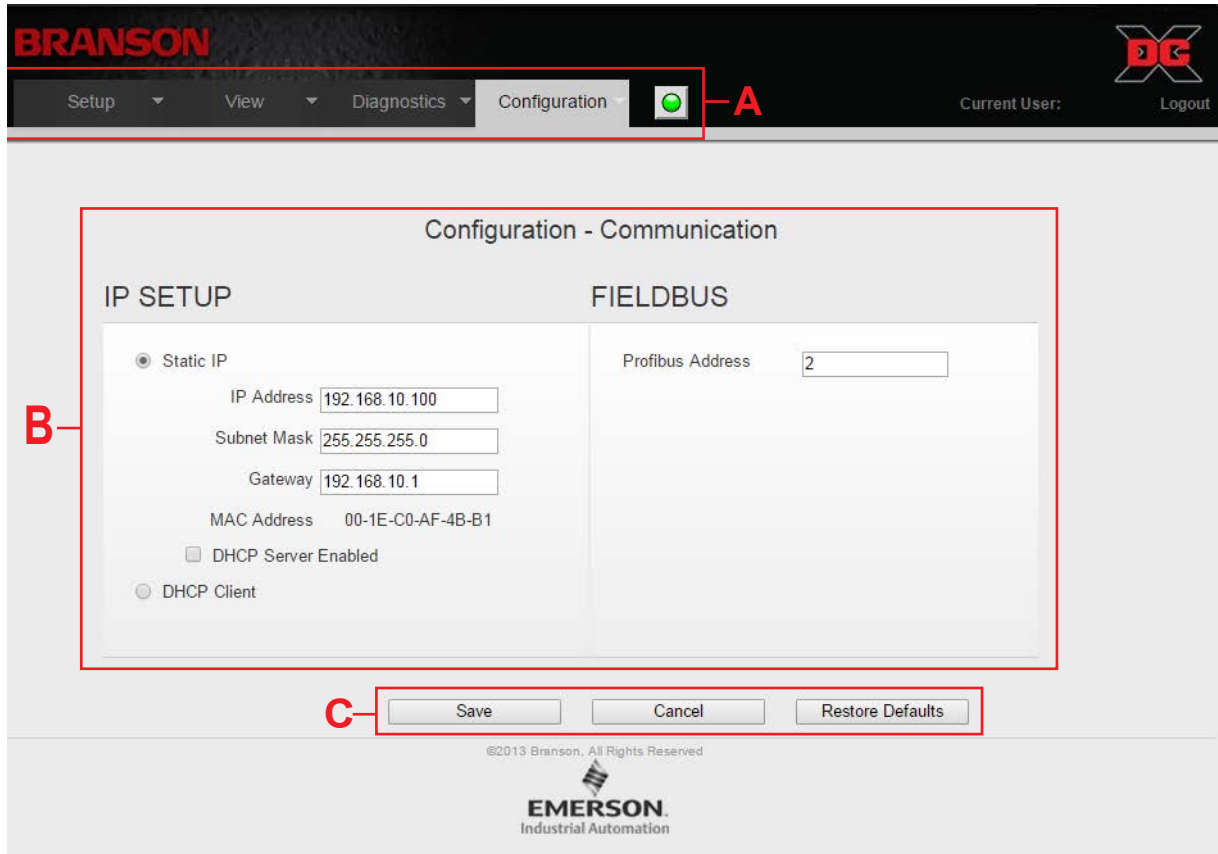 BRANSON
DCX
Setup View Diagnostics Configuration A Current User: Logout
Configuration - Communication
IP SETUP
FIELDBUS
Static IP
Profibus Address 2
IP Address 192.168.10.100
B
Subnet Mask 255.255.255.0
Gateway 192.168.10.1
MAC Address 00-1E-C0-AF-4B-B1
DHCP Server Enabled
DHCP Client
C
Save Cancel Restore Defaults
©2013 Branson. All Rights Reserved
EMERSON.
Industrial Automation